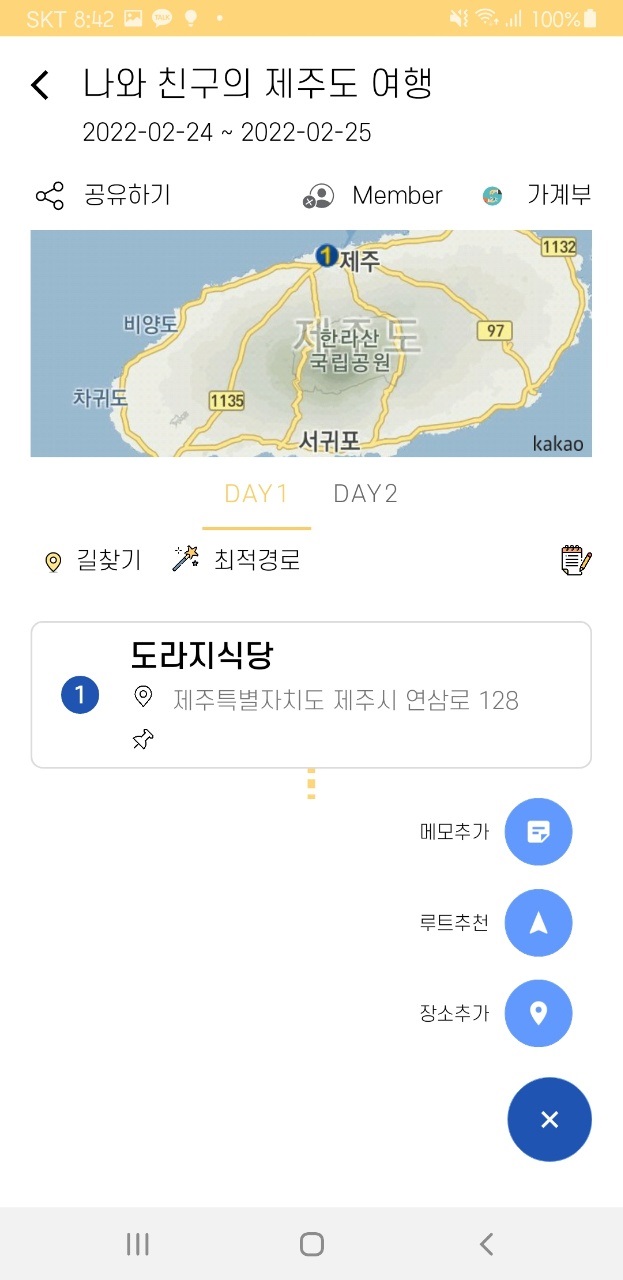 SKT 8:42 TALK 100%
나와 친구의 제주도 여행
2022-02-24 ~ 2022-02-25
공유하기 Member 가계부
1 제주 1132
비양도 제주도 97
한라산
국립공원
차귀도 1135
서귀포 kakao
DAY1 DAY2
길찾기 최적경로
도라지식당
1 제주특별자치도 제주시 연삼로 128
메모추가
루트추천
장소추가